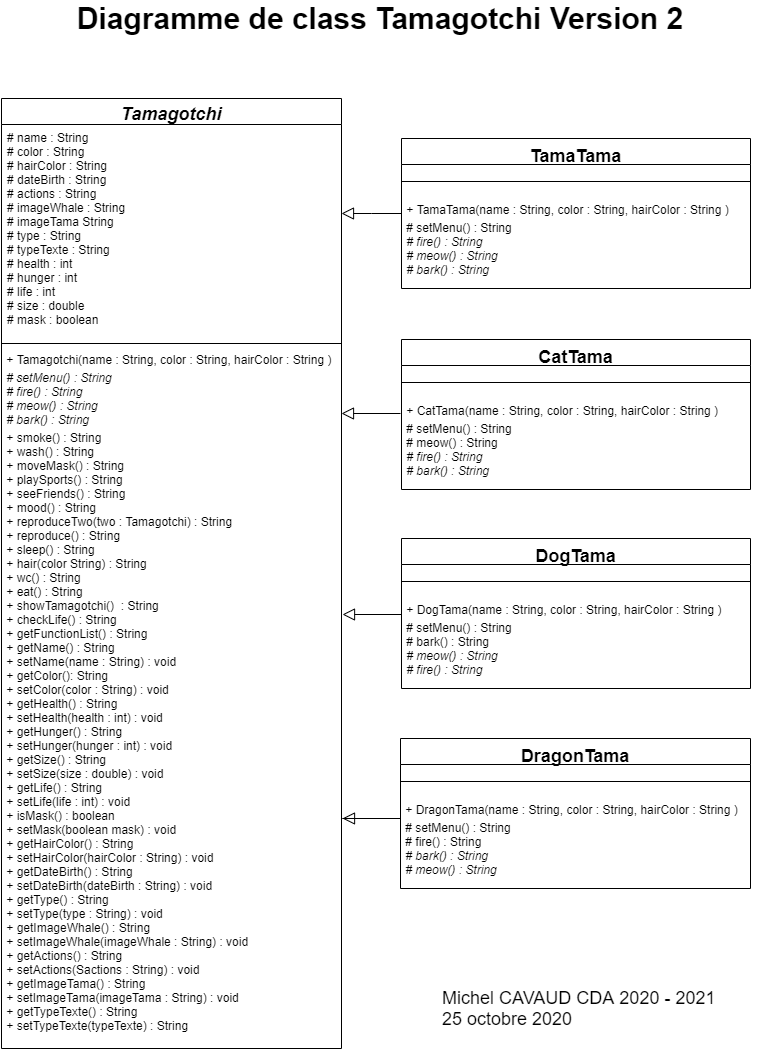 Diagramme de class Tamagotchi Version 2
Tamagotchi
# name : String
# color : String
# hairColor : String
# dateBirth : String
# actions : String
# imageWhale : String
# imageTama String
# type : String
# typeTexte : String
# health : int
# hunger : int
# life : int
# size : double
# mask : boolean
+ Tamagotchi(name : String, color : String, hairColor : String )
# setMenu() : String
# fire() : String
# meow() : String
# bark() : String
+ smoke() : String
+ wash() : String
+ moveMask() : String
+ playSports() : String
+ seeFriends() : String
+ mood() : String
+ reproduceTwo(two : Tamagotchi) : String
+ reproduce() : String
+ sleep() : String
+ hair(color String) : String
+ wc() : String
+ eat() : String
+ showTamagotchi() : String
+ checkLife() : String
+ getFunctionList() : String
+ getName() : String
+ setName(name : String) : void
+ getColor(): String
+ setColor(color : String) : void
+ getHealth() : String
+ setHealth(health : int) : void
+ getHunger() : String
+ setHunger(hunger : int) : void
+ getSize() : String
+ setSize(size : double) : void
+ getLife() : String
+ setLife(life : int) : void
+ isMask() : boolean
+ setMask(boolean mask) : void
+ getHairColor() : String
+ setHairColor(hairColor : String) : void
+ getDateBirth() : String
+ setDateBirth(dateBirth : String) : void
+ getType() : String
+ setType(type : String) : void
+ getImageWhale() : String
+ setImageWhale(imageWhale : String) : void
+ getActions() : String
+ setActions(Sactions : String) : void
+ getImageTama() : String
+ setImageTama(imageTama : String) : void
+ getTypeTexte() : String
+ setTypeTexte(typeTexte) : String
TamaTama
+ TamaTama(name : String, color : String, hairColor : String )
# setMenu() : String
# fire() : String
# meow() : String
# bark() : String
CatTama
+ CatTama(name : String, color : String, hairColor : String )
# setMenu() : String
# meow() : String
# fire() : String
# bark() : String
DogTama
+ DogTama(name : String, color : String, hairColor : String )
# setMenu() : String
# bark() : String
# meow() : String
# fire() : String
DragonTama
+ DragonTama(name : String, color : String, hairColor : String )
# setMenu() : String
# fire() : String
# bark() : String
# meow() : String
Michel CAVAUD CDA 2020 - 2021
25 octobre 2020